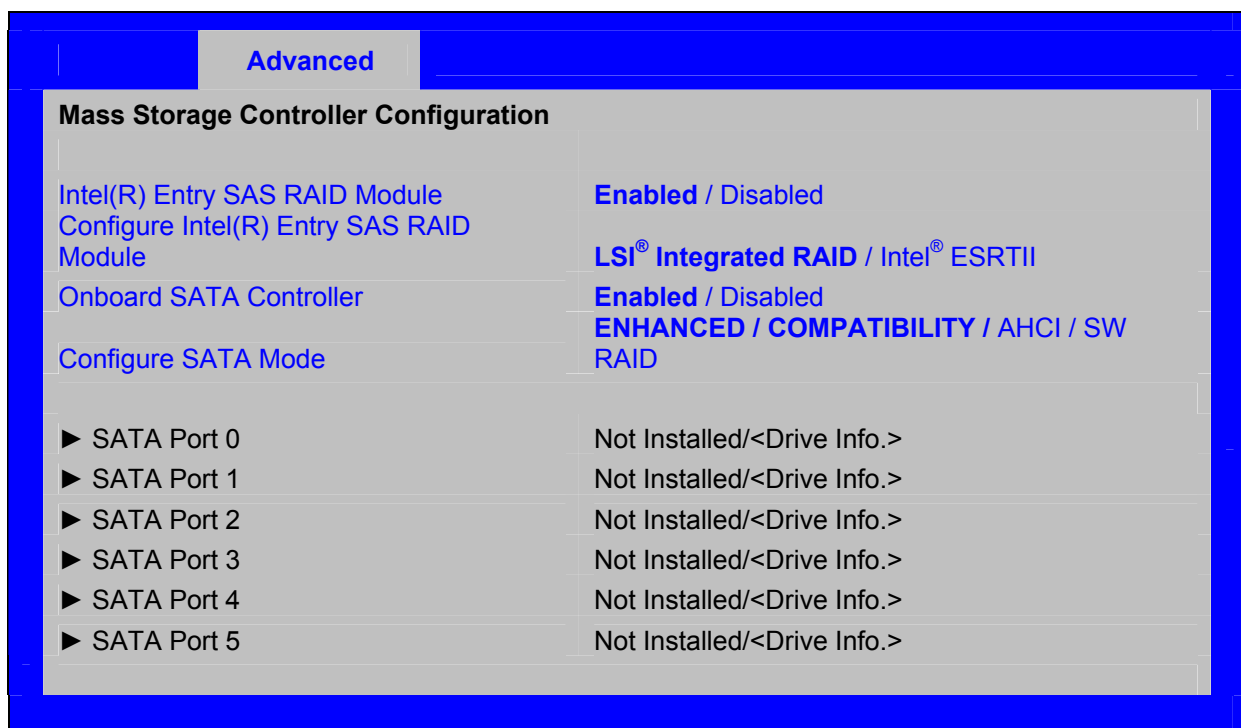 Advanced
Mass Storage Controller Configuration
Intel(R) Entry SAS RAID Module Enabled / Disabled
Configure Intel(R) Entry SAS RAID
Module LSI® Integrated RAID / Intel® ESRTII
Onboard SATA Controller Enabled / Disabled
ENHANCED / COMPATIBILITY / AHCI / SW
Configure SATA Mode RAID
► SATA Port 0 Not Installed/<Drive Info.>
► SATA Port 1 Not Installed/<Drive Info.>
► SATA Port 2 Not Installed/<Drive Info.>
► SATA Port 3 Not Installed/<Drive Info.>
► SATA Port 4 Not Installed/<Drive Info.>
► SATA Port 5 Not Installed/<Drive Info.>